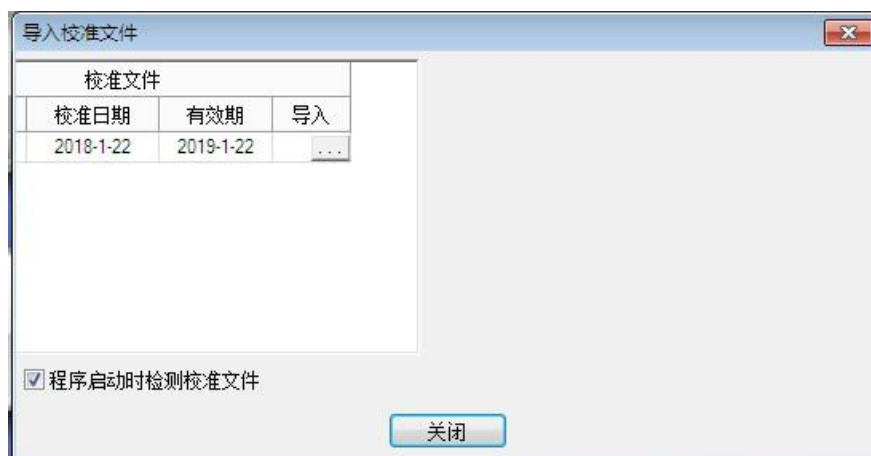 导入校准文件
校准文件
校准日期 有效期 导入
2018-1-22 2019-1-22 ...
程序启动时检测校准文件
关闭